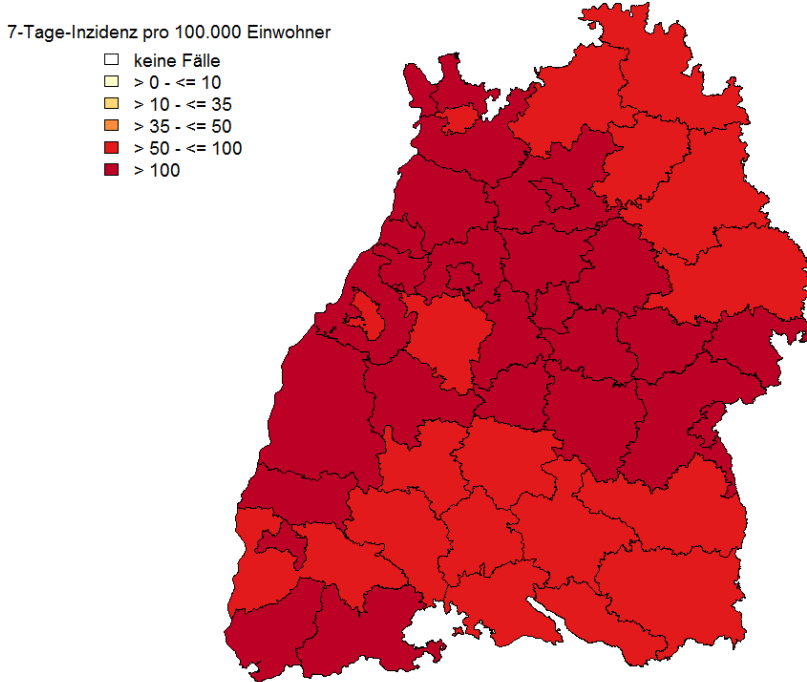 7-Tage-Inzidenz pro 100.000 Einwohner
keine Fälle
> 0 - <= 10
> 10 - <= 35
> 35 - <= 50
> 50 - <= 100
> 100